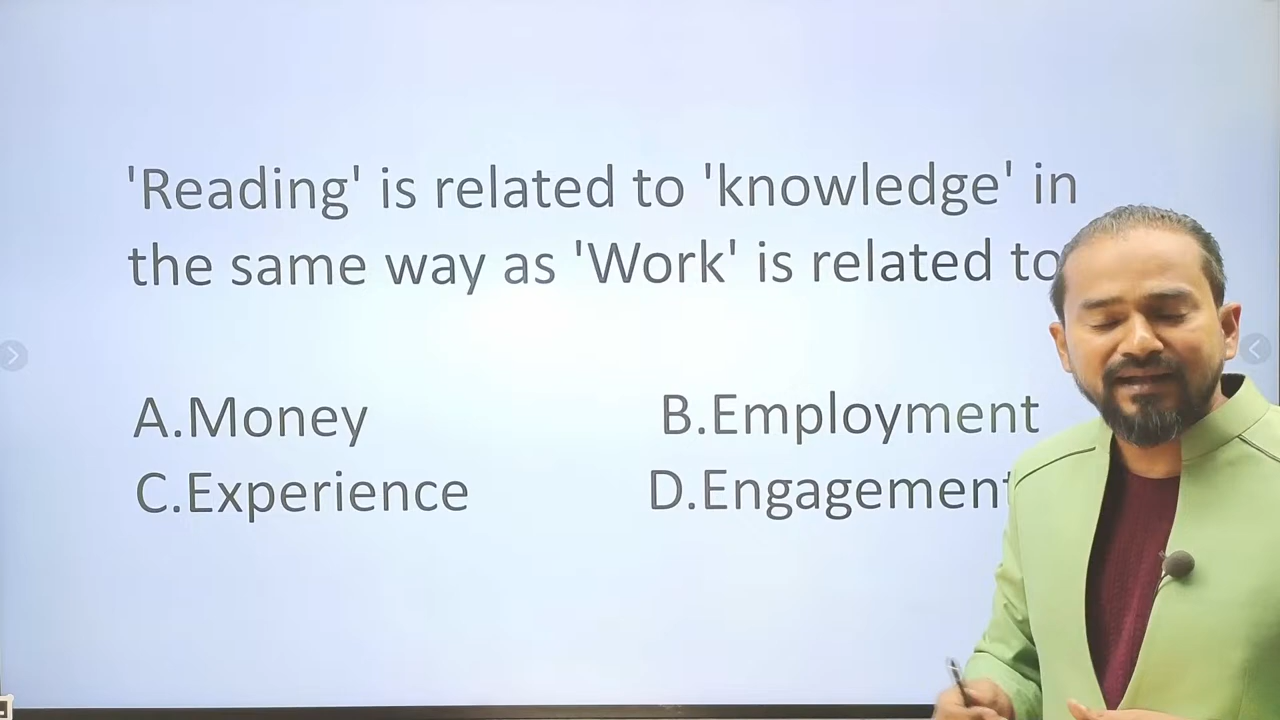 'Reading' is related to 'knowledge' in
the same way as 'Work' is related to
A.Money B.Employment
C.Experience D.Engagement